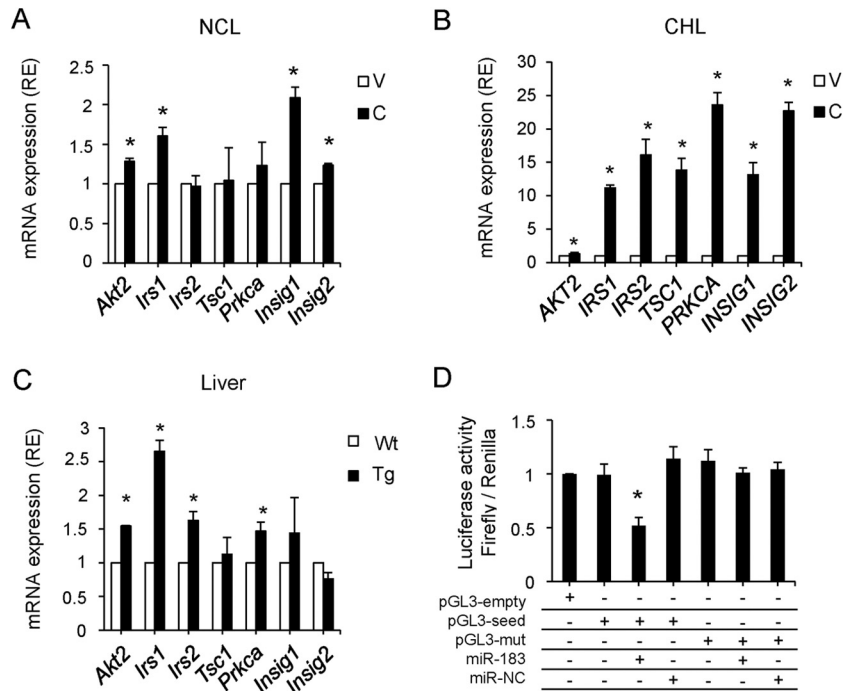 A
NCL
mRNA expression (RE)
2.5
2
1.5
1
0.5
0
* * * *
V
C
Akt2 Irs1 Irs2 Tsc1 Prkca Insig1 Insig2
B
CHL
mRNA expression (RE)
30
25
20
15
10
5
0
* * * * * * *
V
C
AKT2 IRS1 IRS2 TSC1 PRKCA INSIG1 INSIG2
C
Liver
mRNA expression (RE)
3
2.5
2
1.5
1
0.5
0
* * * *
Wt
Tg
Akt2 Irs1 Irs2 Tsc1 Prkca Insig1 Insig2
D
Luciferase activity
Firefly / Renilla
1.5
1
0.5
0
*
pGL3-empty + - - - - - -
pGL3-seed - + + + - - -
pGL3-mut - - - - + + +
miR-183 - - + - - + -
miR-NC - - - + - - +